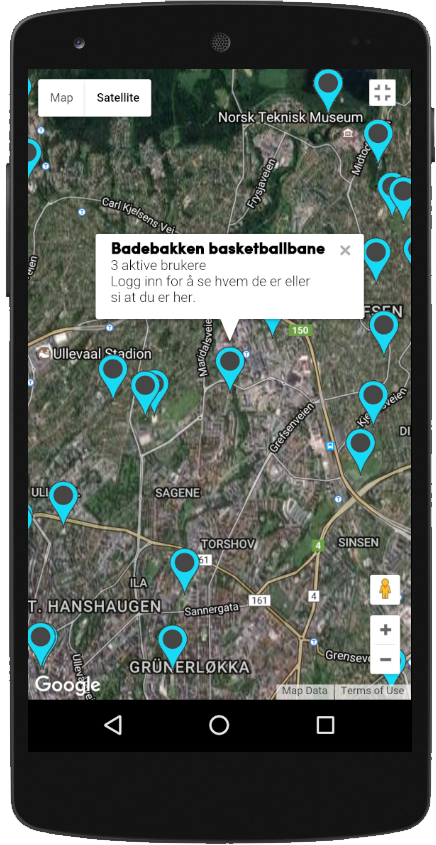 Map Satellite
Norsk Teknisk Museum
Frysjaveien
Carl Kjelsens Vei
Badebakken basketballbane
3 aktive brukere
Logg inn for å se hvem de er eller
si at du er her.
150
Ullevaal Stadion
Maridalsveien
Grefsenveien
SAGENE
TORSHOV
4
SINSEN
161
ILA
Sannergata
161
4
T. HANSHAUGEN
GRÜNERLØKKA
+
−
Google
Map Data
Terms of Use